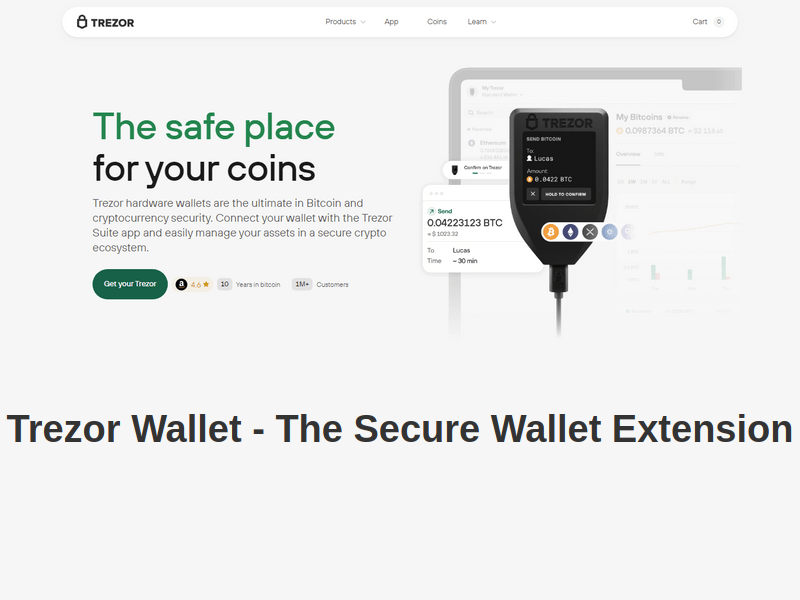 TREZOR
Products
App
Coins
Learn
Cart
0
The safe place
for your coins
Trezor hardware wallets are the ultimate in Bitcoin and
cryptocurrency security. Connect your wallet with the Trezor
Suite app and easily manage your assets in a secure crypto
ecosystem.
Get your Trezor
a
4.6
10
Years in bitcoin
1M+
Customers
My Trezor
Ethereum
Confirm on Trezor
Send
0.04223123 BTC
≈ $ 1023.32
To
Lucas
Time
~ 30 min
TREZOR
SEND BITCOIN
To:
Lucas
Amount:
0.0422 BTC
HOLD TO CONFIRM
My Bitcoins
0.0987364 BTC
Overview
Trezor Wallet - The Secure Wallet Extension